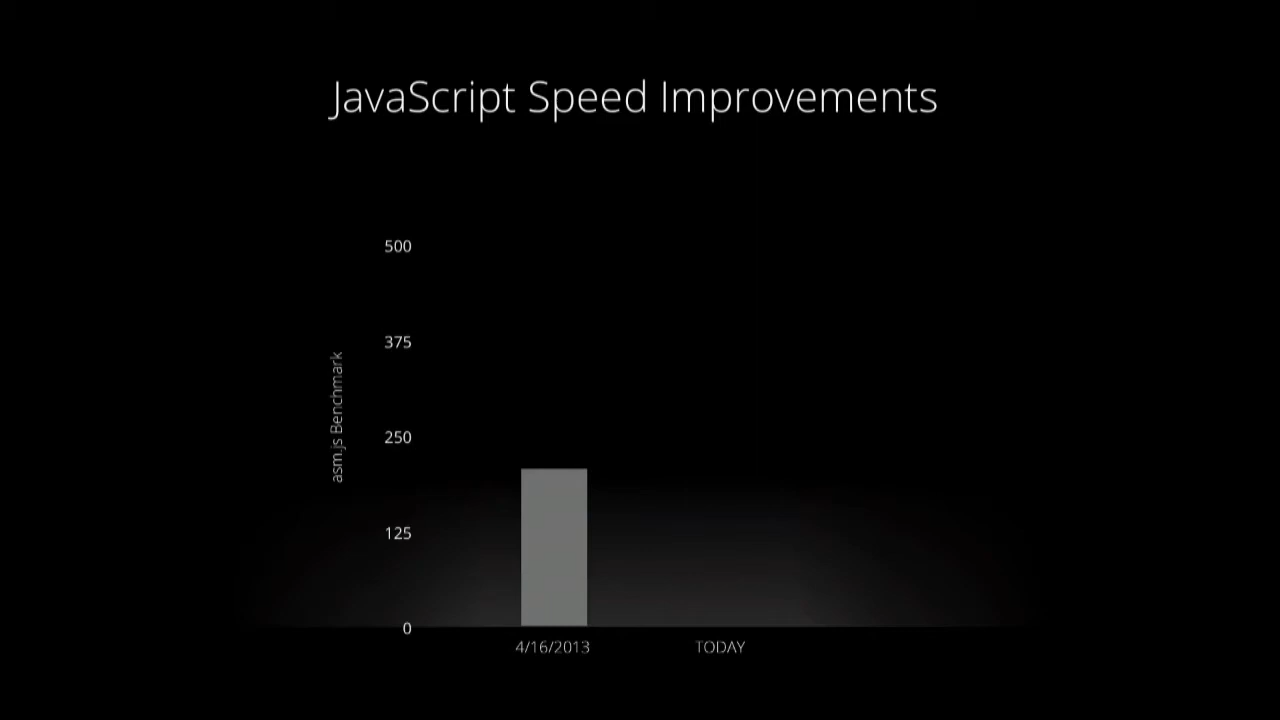 JavaScript Speed Improvements
500
375
asm.js Benchmark
250
125
0
4/16/2013
TODAY